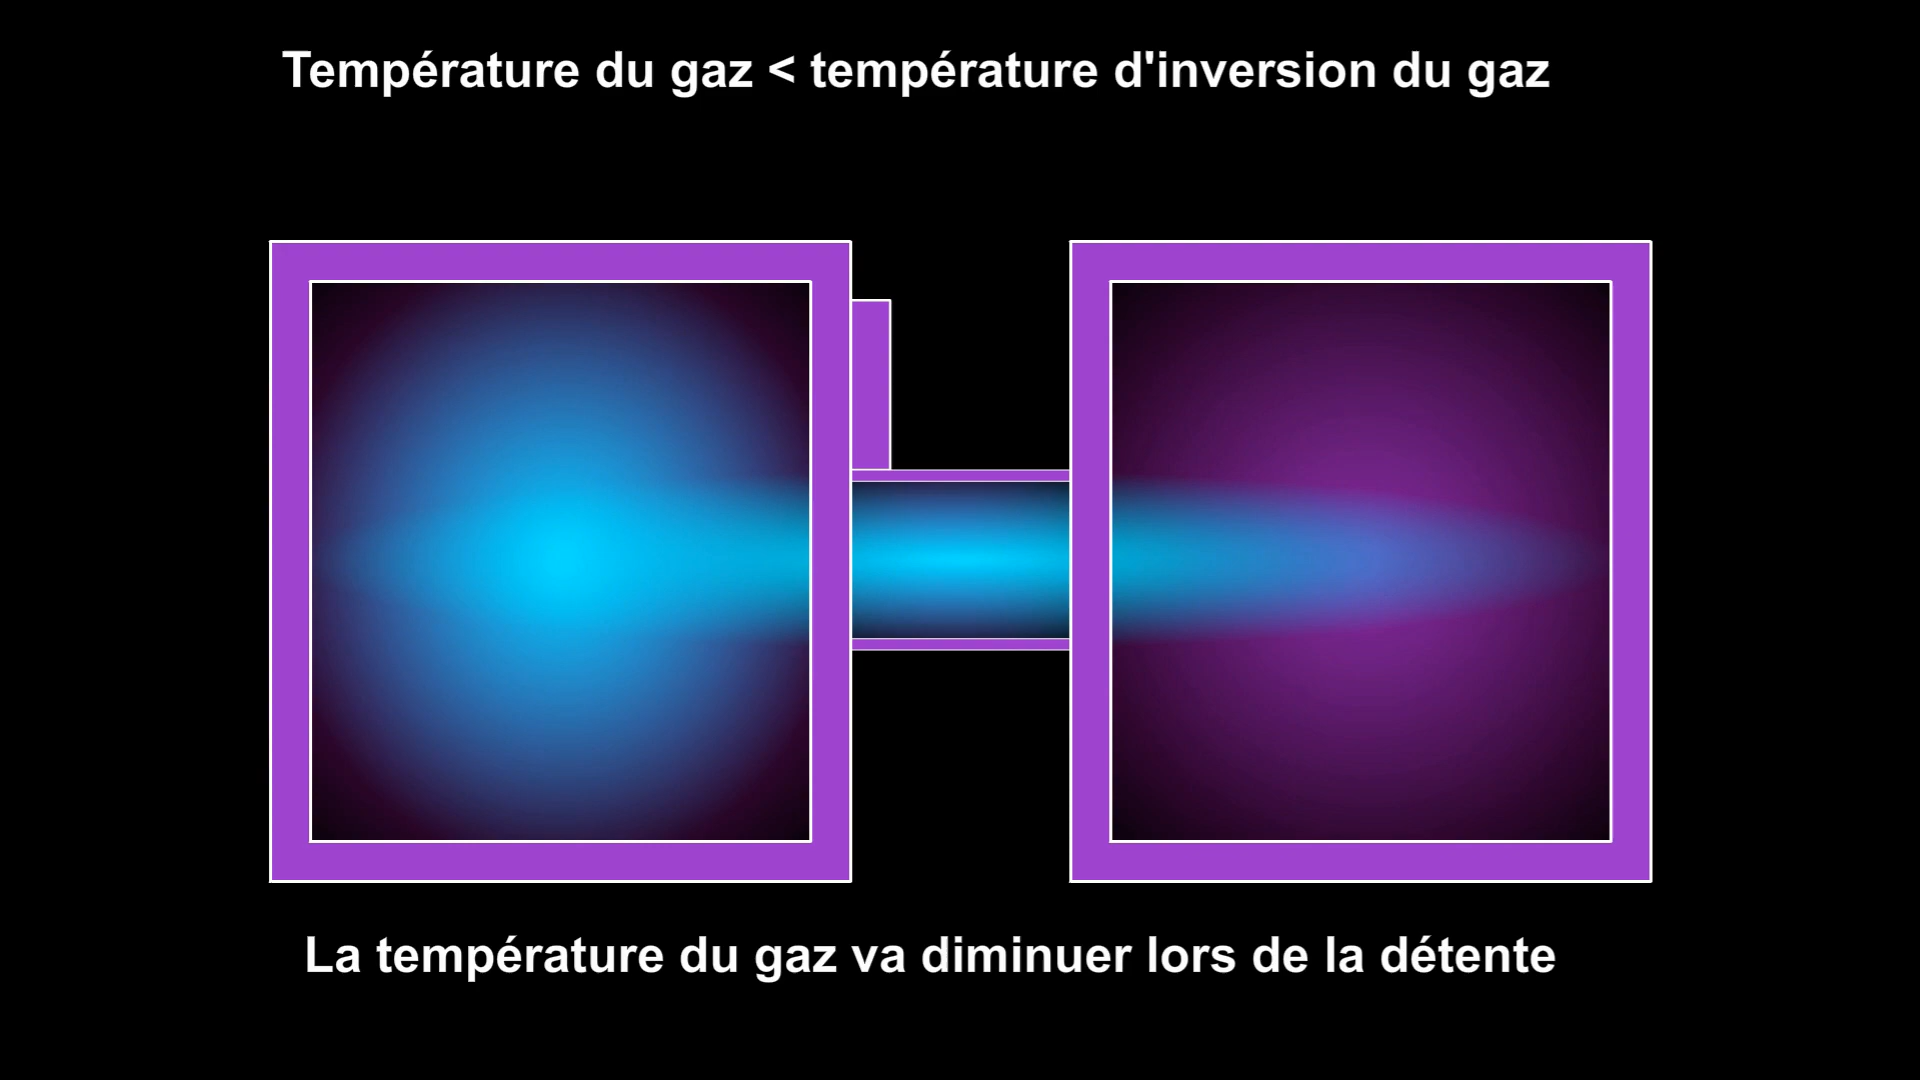 Température du gaz < température d'inversion du gaz
La température du gaz va diminuer lors de la détente